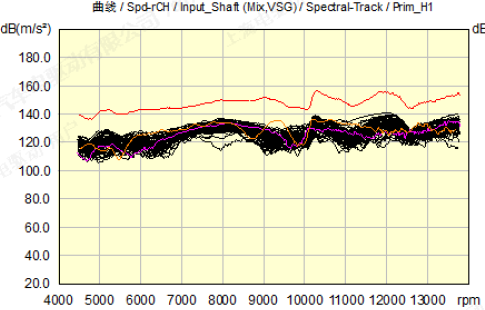 曲线 / Spd-rCH / Input_Shaft (Mix,VSG) / Spectral-Track / Prim_H1
dB(m/s²)
dB
180.0
160.0
140.0
120.0
100.0
80.0
60.0
40.0
20.0
4000 5000 6000 7000 8000 9000 10000 11000 12000 13000 rpm